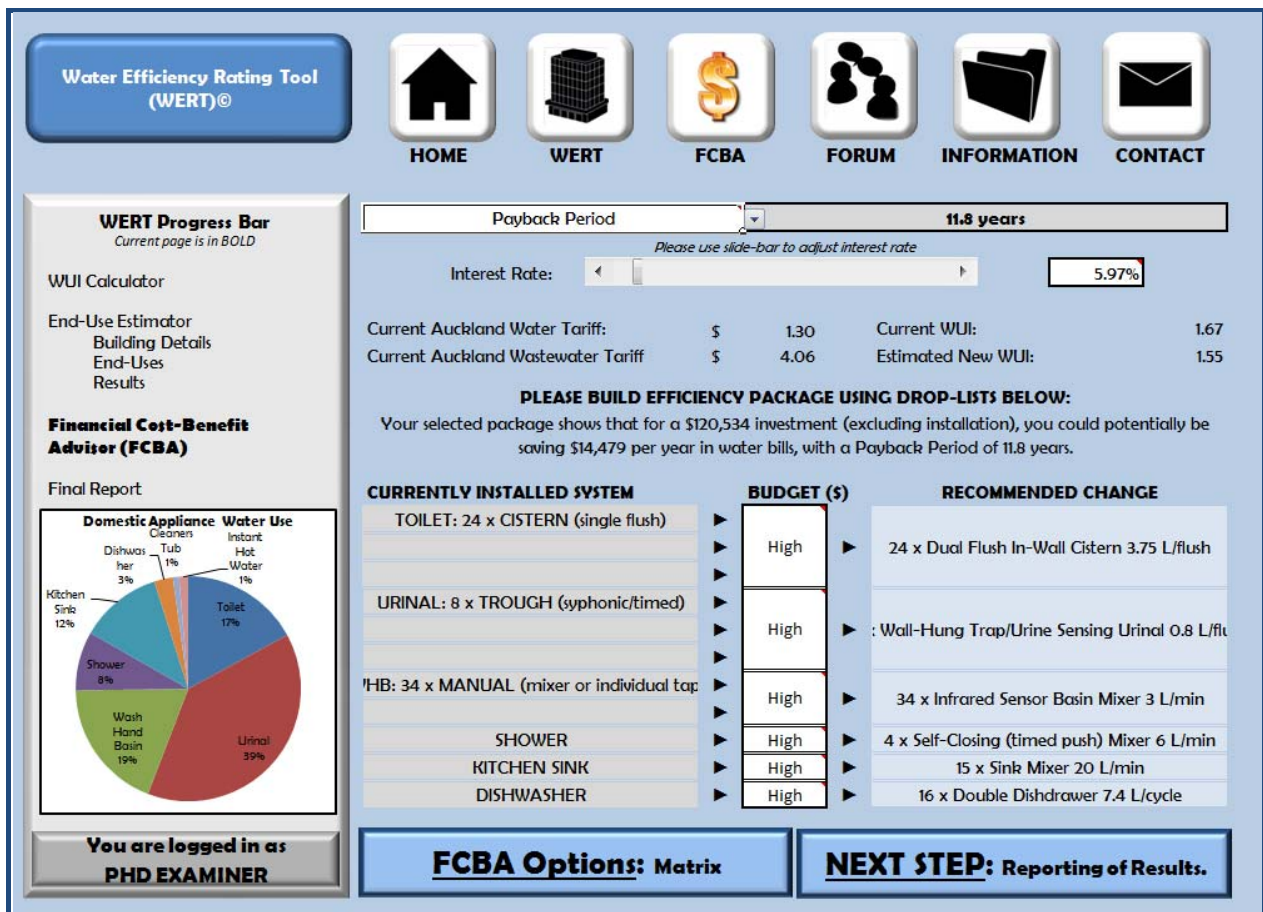 Water Efficiency Rating Tool
(WERT)©
HOME
WERT
FCBA
FORUM
INFORMATION
CONTACT
WERT Progress Bar
Current page is in BOLD
WUI Calculator
End-Use Estimator
Building Details
End-Uses
Results
Financial Cost-Benefit
Advisor (FCBA)
Final Report
Domestic Appliance Water Use
Cleaners
Tub
1%
Instant
Hot
Water
1%
Dishwas
her
3%
Kitchen
Sink
12%
Toilet
17%
Shower
8%
Wash
Hand
Basin
19%
Urinal
39%
You are logged in as
PHD EXAMINER
Payback Period
11.8 years
Please use slide-bar to adjust interest rate
Interest Rate:
5.97%
Current Auckland Water Tariff: $ 1.30 Current WUI: 1.67
Current Auckland Wastewater Tariff $ 4.06 Estimated New WUI: 1.55
PLEASE BUILD EFFICIENCY PACKAGE USING DROP-LISTS BELOW:
Your selected package shows that for a $120,534 investment (excluding installation), you could potentially be
saving $14,479 per year in water bills, with a Payback Period of 11.8 years.
CURRENTLY INSTALLED SYSTEM BUDGET ($) RECOMMENDED CHANGE
TOILET: 24 x CISTERN (single flush)
High
24 x Dual Flush In-Wall Cistern 3.75 L/flush
URINAL: 8 x TROUGH (syphonic/timed)
High
: Wall-Hung Trap/Urine Sensing Urinal 0.8 L/flu
HB: 34 x MANUAL (mixer or individual tap
High
34 x Infrared Sensor Basin Mixer 3 L/min
SHOWER High 4 x Self-Closing (timed push) Mixer 6 L/min
KITCHEN SINK High 15 x Sink Mixer 20 L/min
DISHWASHER High 16 x Double Dishdrawer 7.4 L/cycle
FCBA Options: Matrix
NEXT STEP: Reporting of Results.